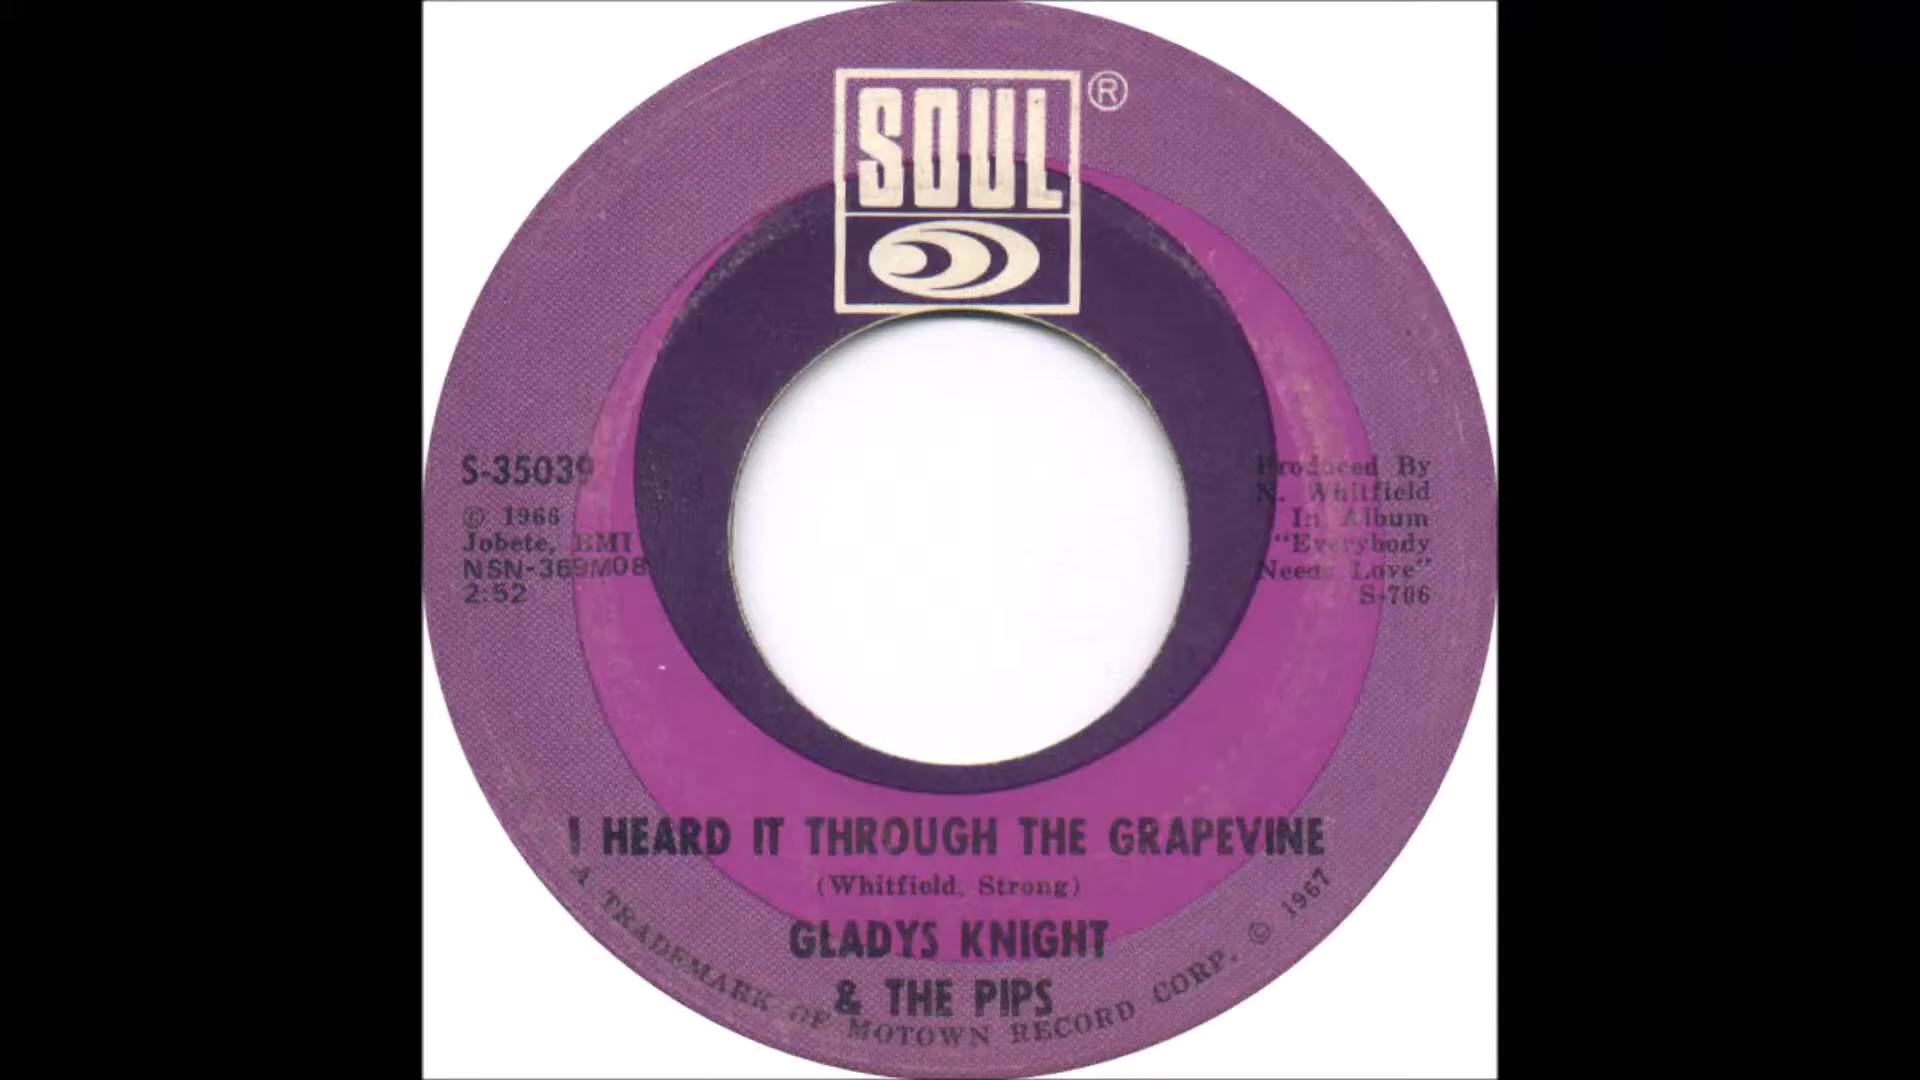 SOUL ®
S-35039
© 1966
Jobete, BMI
NSN-369M08
2:52
Produced By
N. Whitfield
In Album
"Everybody
Needs Love"
S-706
I HEARD IT THROUGH THE GRAPEVINE
(Whitfield, Strong)
GLADYS KNIGHT
& THE PIPS
A TRADEMARK OF MOTOWN RECORD CORP. © 1967